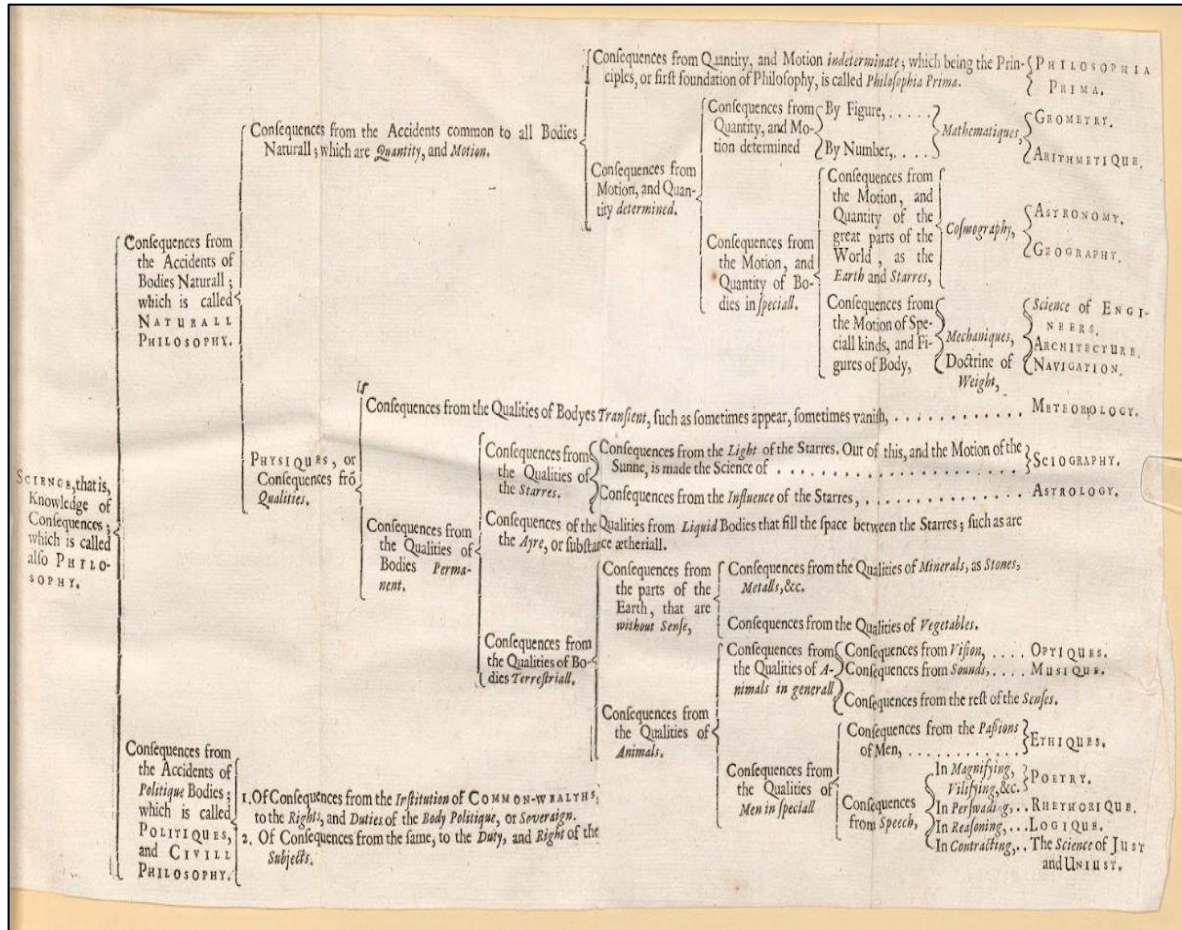 SCIENCE, that is,
Knowledge of
Conſequences;
which is called
alſo PHILO-
SOPHY.
Conſequences from
the Accidents of
Bodies Naturall;
which is called
NATURALL
PHILOSOPHY.
Conſequences from the Accidents common to all Bodies
Naturall; which are Quantity, and Motion.
Conſequences from Quantity, and Motion indeterminate; which being the Prin-
ciples, or firſt foundation of Philoſophy, is called Philoſophia Prima.
PHILOSOPHIA
PRIMA.
Conſequences from
Motion, and Quan-
tity determined.
Conſequences from
Quantity, and Mo-
tion determined
By Figure, . . . . .
By Number, . . . .
Mathematiques,
GEOMETRY.
ARITHMETIQUE.
Conſequences from
the Motion, and
Quantity of Bo-
dies in ſpeciall.
Conſequences from
the Motion, and
Quantity of the
great parts of the
World, as the
Earth and Starres,
Coſmography,
ASTRONOMY.
GEOGRAPHY.
Conſequences from
the Motion of Spe-
ciall kinds, and Fi-
gures of Body,
Mechaniques,
Doctrine of
Weight,
Science of ENGI-
NEERS.
ARCHITECTURE.
NAVIGATION.
PHYSIQUES, or
Conſequences frõ
Qualities.
Conſequences from the Qualities of Bodyes Tranſient, ſuch as ſometimes appear, ſometimes vaniſh, . . . . . . . . . . . .
METEOROLOGY.
Conſequences from
the Qualities of
Bodies Perma-
nent.
Conſequences from
the Qualities of
the Starres.
Conſequences from the Light of the Starres. Out of this, and the Motion of the
Sunne, is made the Science of . . . . . . . . . . . . . . . . . . .
SCIOGRAPHY.
Conſequences from the Influence of the Starres, . . . . . . . . . . . . .
ASTROLOGY.
Conſequences of the Qualities from Liquid Bodies that fill the ſpace between the Starres; ſuch as are
the Ayre, or ſubſtance ætheriall.
Conſequences from
the Qualities of Bo-
dies Terreſtriall.
Conſequences from
the parts of the
Earth, that are
without Senſe,
Conſequences from the Qualities of Minerals, as Stones,
Metalls, &c.
Conſequences from the Qualities of Vegetables.
Conſequences from
the Qualities of
Animals.
Conſequences from
the Qualities of A-
nimals in generall
Conſequences from Viſion, . . . .
OPTIQUES.
Conſequences from Sounds, . . . .
MUSIQUE.
Conſequences from the reſt of the Senſes.
Conſequences from
the Qualities of
Men in ſpeciall
Conſequences from the Paſsions
of Men, . . . . . . . . . . . .
ETHIQUES.
Conſequences
from Speech,
In Magnifying,
Vilifying, &c.
POETRY.
In Perſwading, . .
RHETHORIQUE.
In Reaſoning, . . .
LOGIQUE.
In Contracting, . .
The Science of JUST
and UNIUST.
Conſequences from
the Accidents of
Politique Bodies;
which is called
POLITIQUES,
and CIVILL
PHILOSOPHY.
1. Of Conſequences from the Inſtitution of COMMON-WEALTHS,
to the Rights, and Duties of the Body Politique, or Soveraign.
2. Of Conſequences from the ſame, to the Duty, and Right of the
Subjects.